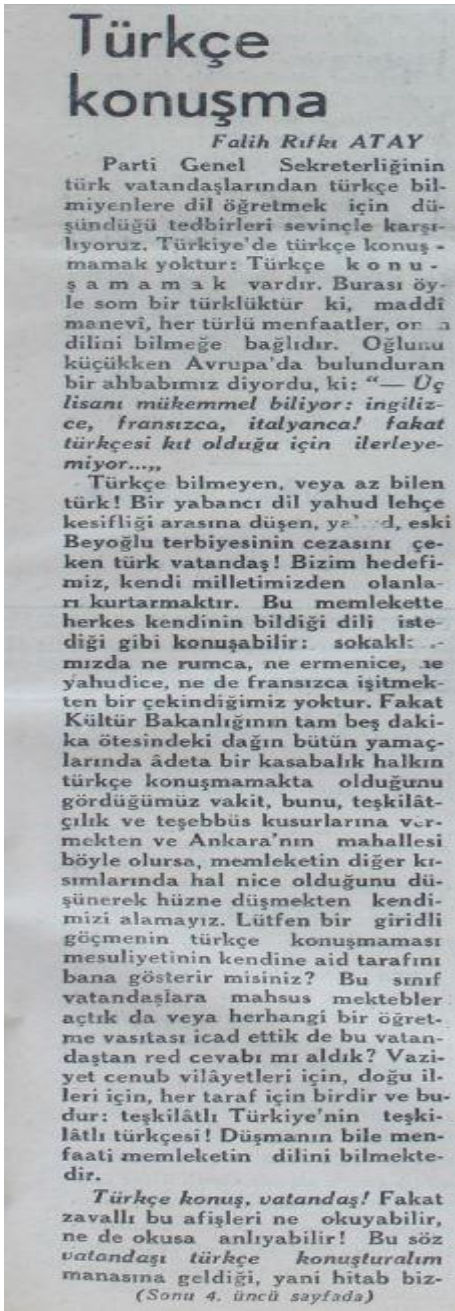 Türkçe
konuşma
Falih Rıfkı ATAY
Parti Genel Sekreterliğinin
türk vatandaşlarından türkçe bil-
miyenlere dil öğretmek için dü-
şündüğü tedbirleri sevinçle karşı-
lıyoruz. Türkiye'de türkçe konuş -
mamak yoktur: Türkçe konu -
şamamak vardır. Burası öy-
le som bir türklüktür ki, maddî
manevî, her türlü menfaatler,
dilini bilmeğe bağlıdır. Oğlunu
küçükken Avrupa'da bulunduran
bir ahbabımız diyordu, ki: “— Üç
lisanı mükemmel biliyor: ingiliz-
ce, fransızca, italyanca! fakat
türkçesi kıt olduğu için ilerleye-
miyor...„
Türkçe bilmeyen, veya az bilen
türk! Bir yabancı dil yahud lehçe
kesifliği arasına düşen, eski
Beyoğlu terbiyesinin cezasını çe-
ken türk vatandaş! Bizim hedefi-
miz, kendi milletimizden olanla-
rı kurtarmaktır. Bu memlekette
herkes kendinin bildiği dili iste-
diği gibi konuşabilir:
mızda ne rumca, ne ermenice, ne
yahudice, ne de fransızca işitmek-
ten bir çekindiğimiz yoktur. Fakat
Kültür Bakanlığının tam beş daki-
ka ötesindeki dağın bütün yamaç-
larında âdeta bir kasabalık halkın
türkçe konuşmamakta olduğunu
gördüğümüz vakit, bunu, teşkilât-
çılık ve teşebbüs kusurlarına ver-
mekten ve Ankara'nın mahallesi
böyle olursa, memleketin diğer kı-
sımlarında hal nice olduğunu dü-
şünerek hüzne düşmekten kendi-
mizi alamayız. Lütfen bir giridli
göçmenin türkçe konuşmaması
mesuliyetinin kendine aid tarafını
bana gösterir misiniz? Bu sınıf
vatandaşlara mahsus mektebler
açtık da veya herhangi bir öğret-
me vasıtası icad ettik de bu vatan-
daştan red cevabı mı aldık? Vazi-
yet cenub vilâyetleri için, doğu il-
leri için, her taraf için birdir ve bu-
dur: teşkilâtlı Türkiye'nin teşki-
lâtlı türkçesi! Düşmanın bile men-
faati memleketin dilini bilmekte-
dir.
Türkçe konuş, vatandaş! Fakat
zavallı bu afişleri ne okuyabilir,
ne de okusa anlıyabilir! Bu söz
vatandaşı türkçe konuşturalım
manasına geldiği, yani hitab biz-
(Sonu 4. üncü sayfada)